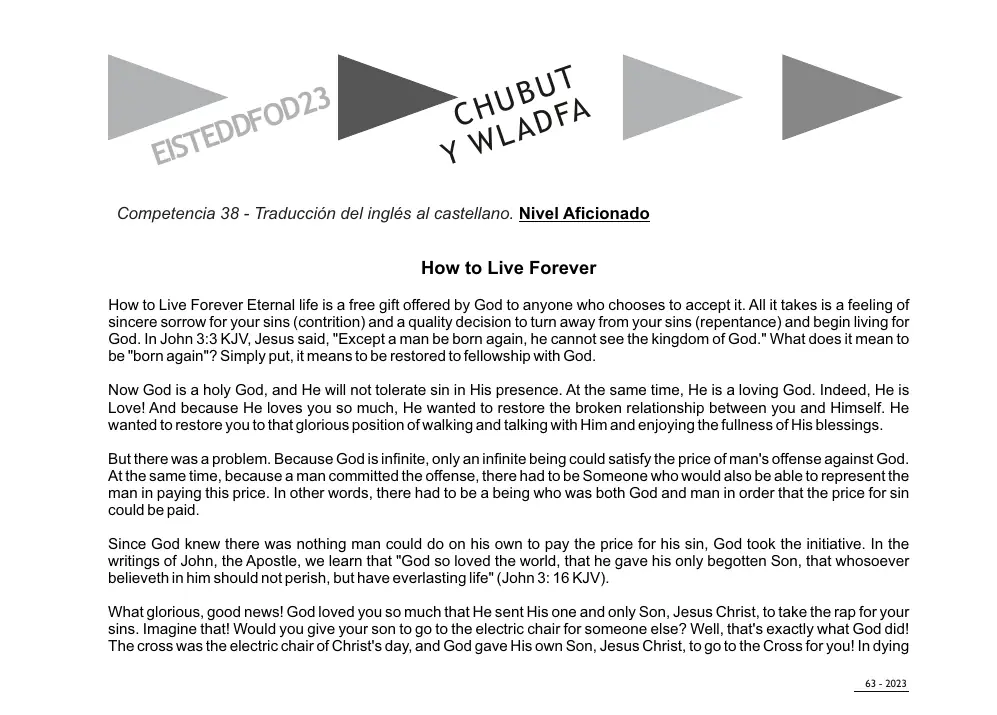 EISTEDDFOD23
CHUBUT
Y WLADFA
Competencia 38 - Traducción del inglés al castellano. Nivel Aficionado
How to Live Forever
How to Live Forever Eternal life is a free gift offered by God to anyone who chooses to accept it. All it takes is a feeling of
sincere sorrow for your sins (contrition) and a quality decision to turn away from your sins (repentance) and begin living for
God. In John 3:3 KJV, Jesus said, "Except a man be born again, he cannot see the kingdom of God." What does it mean to
be "born again"? Simply put, it means to be restored to fellowship with God.
Now God is a holy God, and He will not tolerate sin in His presence. At the same time, He is a loving God. Indeed, He is
Love! And because He loves you so much, He wanted to restore the broken relationship between you and Himself. He
wanted to restore you to that glorious position of walking and talking with Him and enjoying the fullness of His blessings.
But there was a problem. Because God is infinite, only an infinite being could satisfy the price of man's offense against God.
At the same time, because a man committed the offense, there had to be Someone who would also be able to represent the
man in paying this price. In other words, there had to be a being who was both God and man in order that the price for sin
could be paid.
Since God knew there was nothing man could do on his own to pay the price for his sin, God took the initiative. In the
writings of John, the Apostle, we learn that "God so loved the world, that he gave his only begotten Son, that whosoever
believeth in him should not perish, but have everlasting life" (John 3: 16 KJV).
What glorious, good news! God loved you so much that He sent His one and only Son, Jesus Christ, to take the rap for your
sins. Imagine that! Would you give your son to go to the electric chair for someone else? Well, that's exactly what God did!
The cross was the electric chair of Christ's day, and God gave His own Son, Jesus Christ, to go to the Cross for you! In dying
63 - 2023